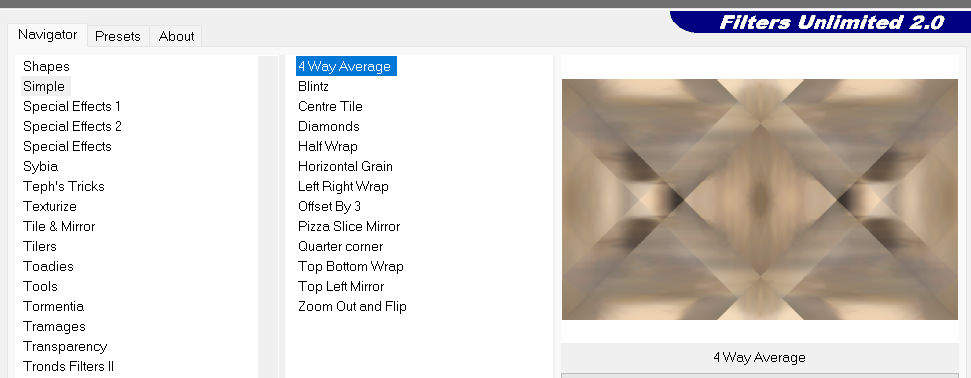 Filters Unlimited 2.0
Navigator Presets About
Shapes
Simple
Special Effects 1
Special Effects 2
Special Effects
Sybia
Teph's Tricks
Texturize
Tile & Mirror
Tilers
Toadies
Tools
Tormentia
Tramages
Transparency
Tronds Filters II
4 Way Average
Blintz
Centre Tile
Diamonds
Half Wrap
Horizontal Grain
Left Right Wrap
Offset By 3
Pizza Slice Mirror
Quarter corner
Top Bottom Wrap
Top Left Mirror
Zoom Out and Flip
4 Way Average